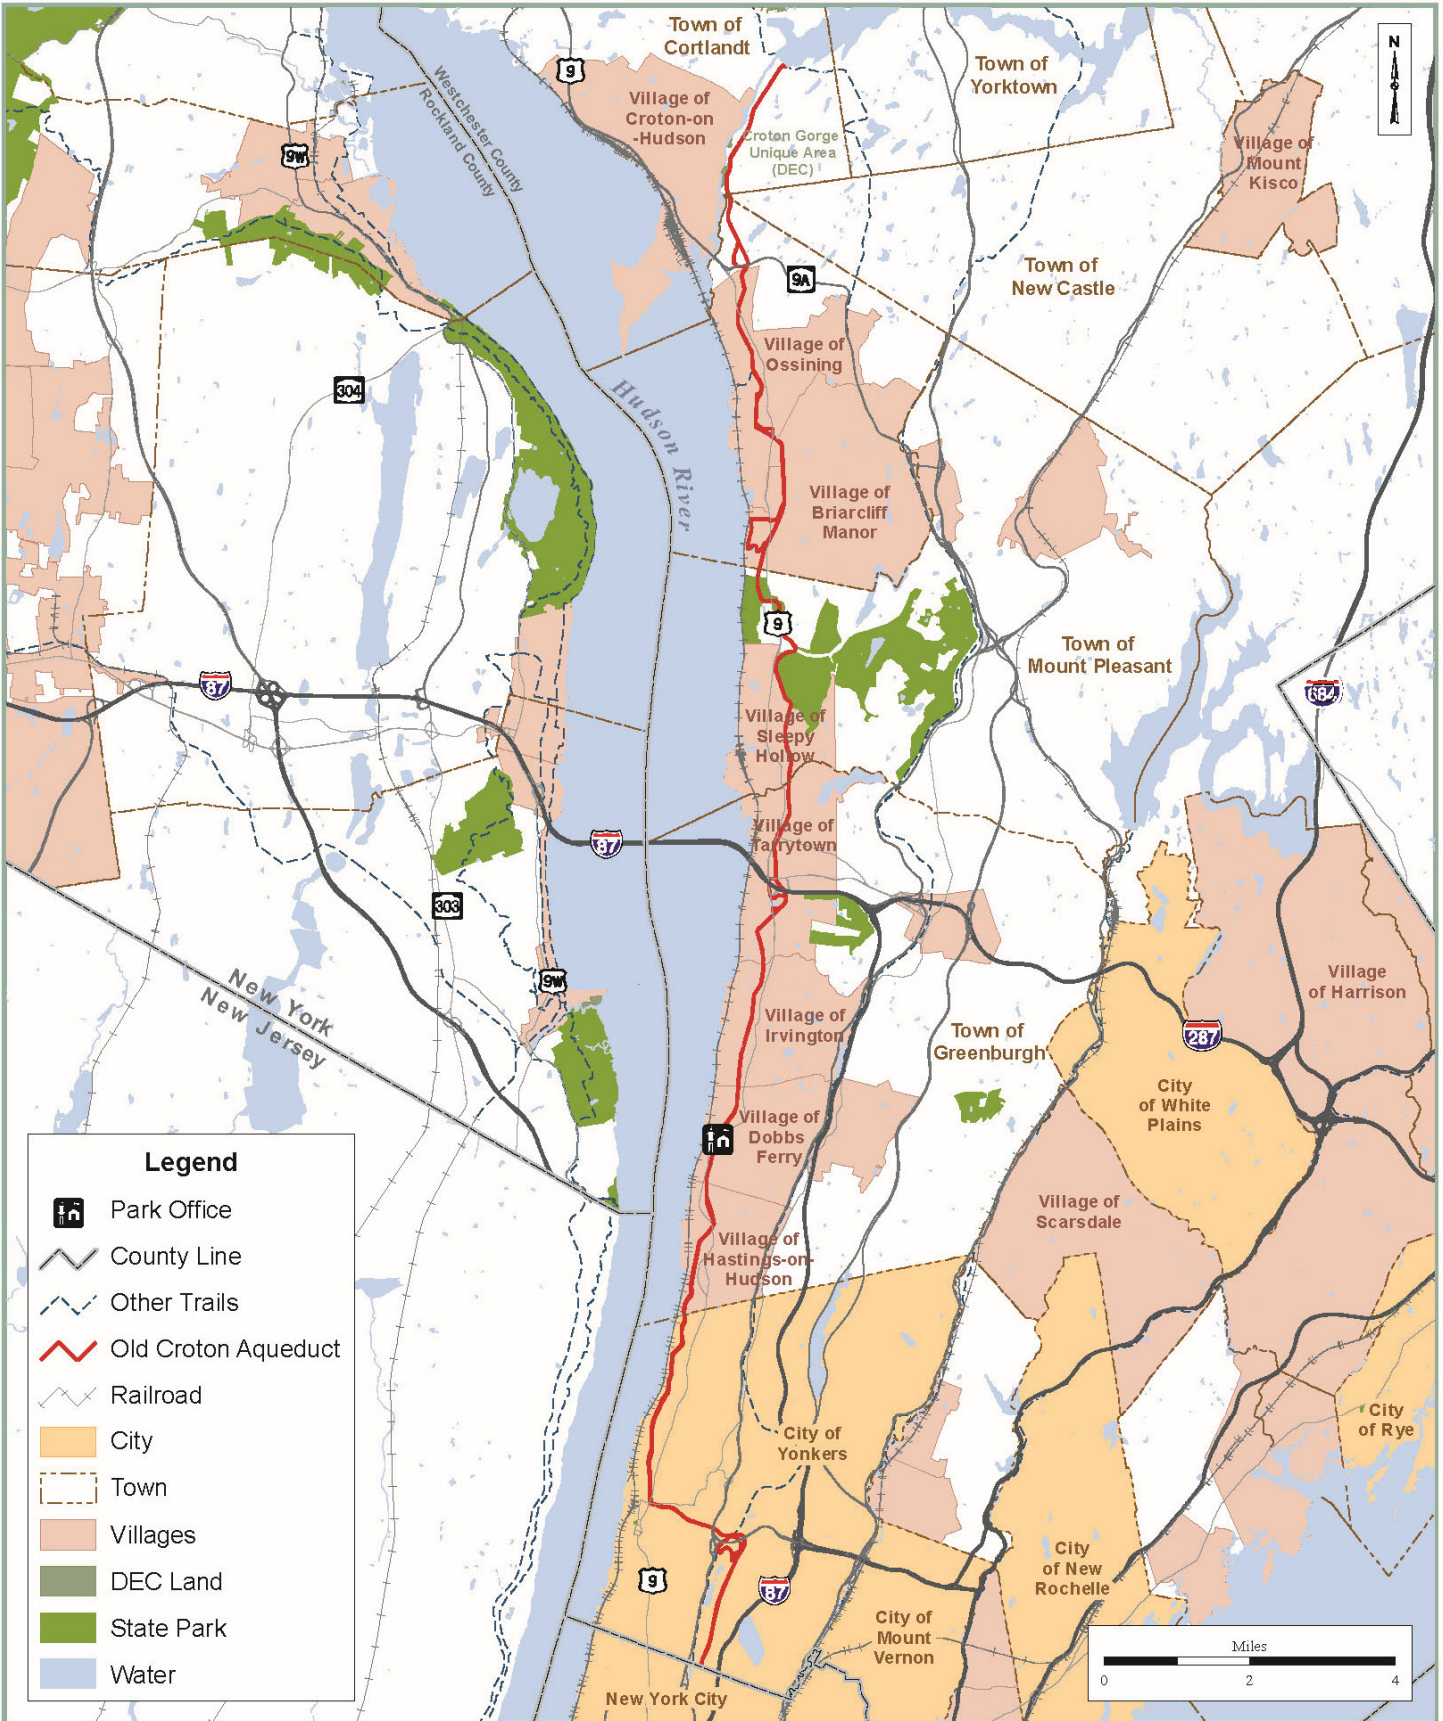 Town of
Cortlandt
N
9
Town of
Yorktown
Westchester County
Rockland County
Village of
Croton-on
-Hudson
Croton Gorge
Unique Area
(DEC)
Village of
Mount
Kisco
9W
Town of
New Castle
9A
Village of
Ossining
304
Hudson River
Village of
Briarcliff
Manor
9
Town of
Mount Pleasant
87
684
Village of
Sleepy
Hollow
Village of
Tarrytown
87
303
9W
New York
New Jersey
Village
of Harrison
Village of
Irvington
Town of
Greenburgh
287
City
of White
Plains
Village of
Dobbs
Ferry
Village of
Scarsdale
Village of
Hastings-on-
Hudson
City of
Yonkers
City
of Rye
City
of New
Rochelle
9
87
City of
Mount
Vernon
New York City
Legend
Park Office
County Line
Other Trails
Old Croton Aqueduct
Railroad
City
Town
Villages
DEC Land
State Park
Water
Miles
0 2 4